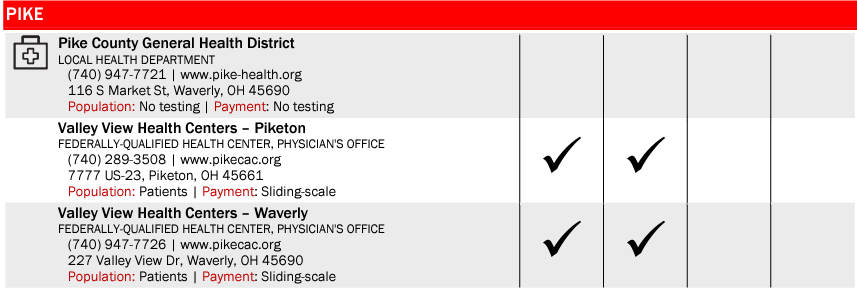 PIKE
Pike County General Health District
LOCAL HEALTH DEPARTMENT
(740) 947-7721 | www.pike-health.org
116 S Market St, Waverly, OH 45690
Population: No testing | Payment: No testing
Valley View Health Centers – Piketon
FEDERALLY-QUALIFIED HEALTH CENTER, PHYSICIAN'S OFFICE
(740) 289-3508 | www.pikecac.org
7777 US-23, Piketon, OH 45661
Population: Patients | Payment: Sliding-scale
Valley View Health Centers – Waverly
FEDERALLY-QUALIFIED HEALTH CENTER, PHYSICIAN'S OFFICE
(740) 947-7726 | www.pikecac.org
227 Valley View Dr, Waverly, OH 45690
Population: Patients | Payment: Sliding-scale